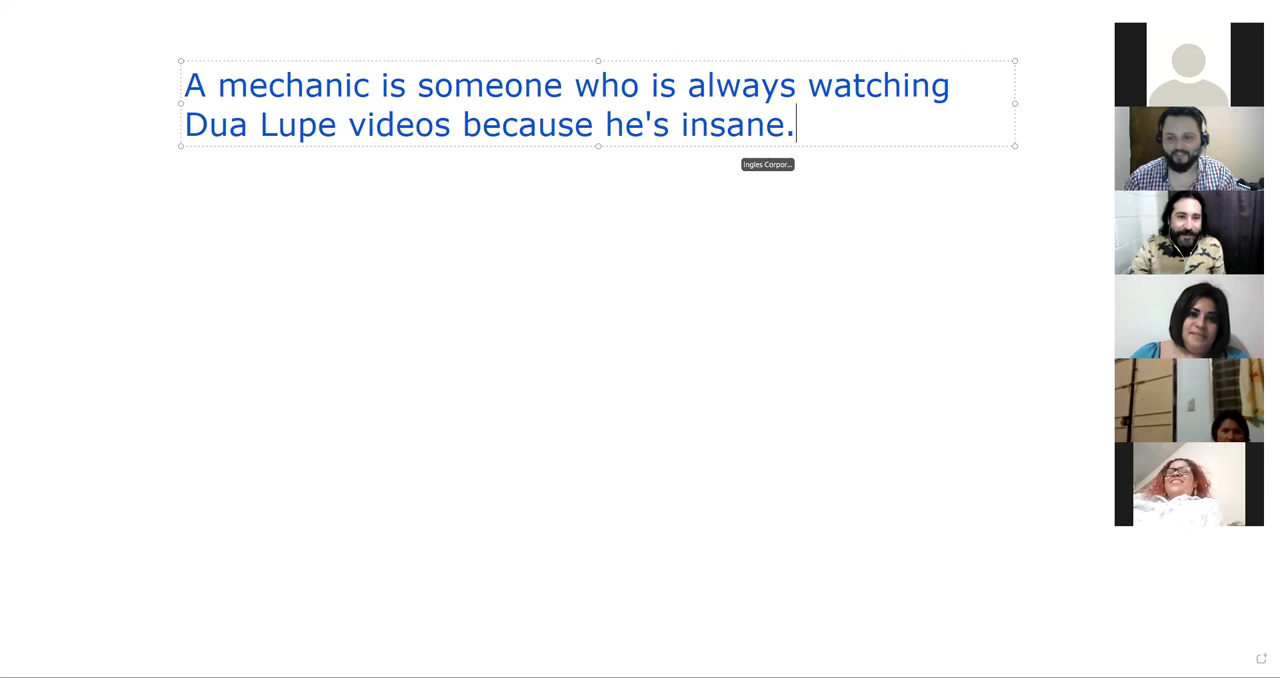 A mechanic is someone who is always watching
Dua Lupe videos because he's insane.
Ingles Corpor...